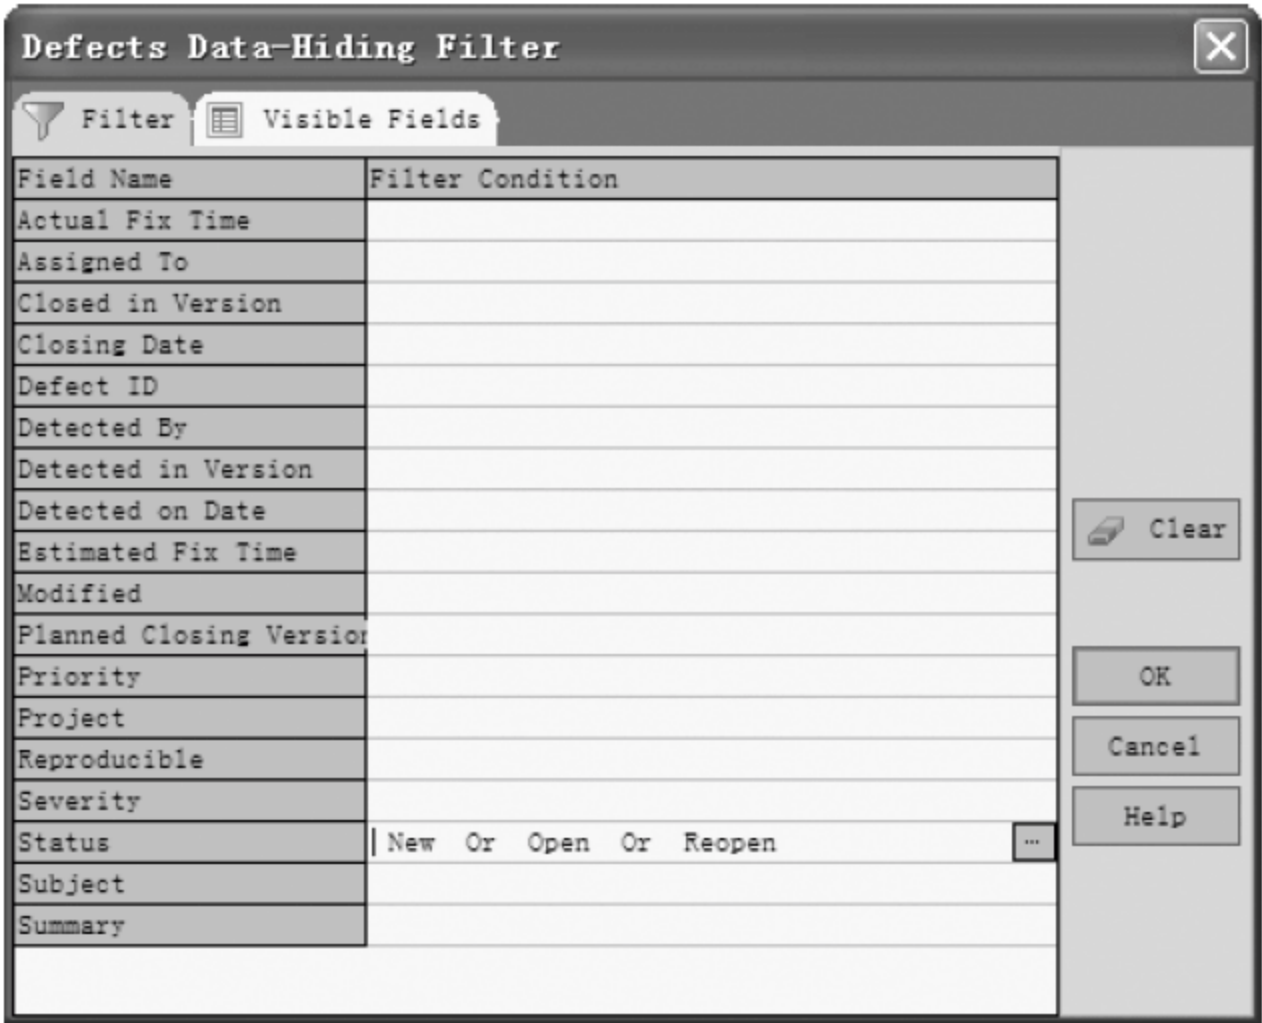 Defects Data-Hiding Filter
Filter Visible Fields
Field Name Filter Condition
Actual Fix Time
Assigned To
Closed in Version
Closing Date
Defect ID
Detected By
Detected in Version
Detected on Date
Estimated Fix Time
Clear
Modified
Planned Closing Version
Priority OK
Project
Cancel
Reproducible
Severity
Help
Status New Or Open Or Reopen ...
Subject
Summary